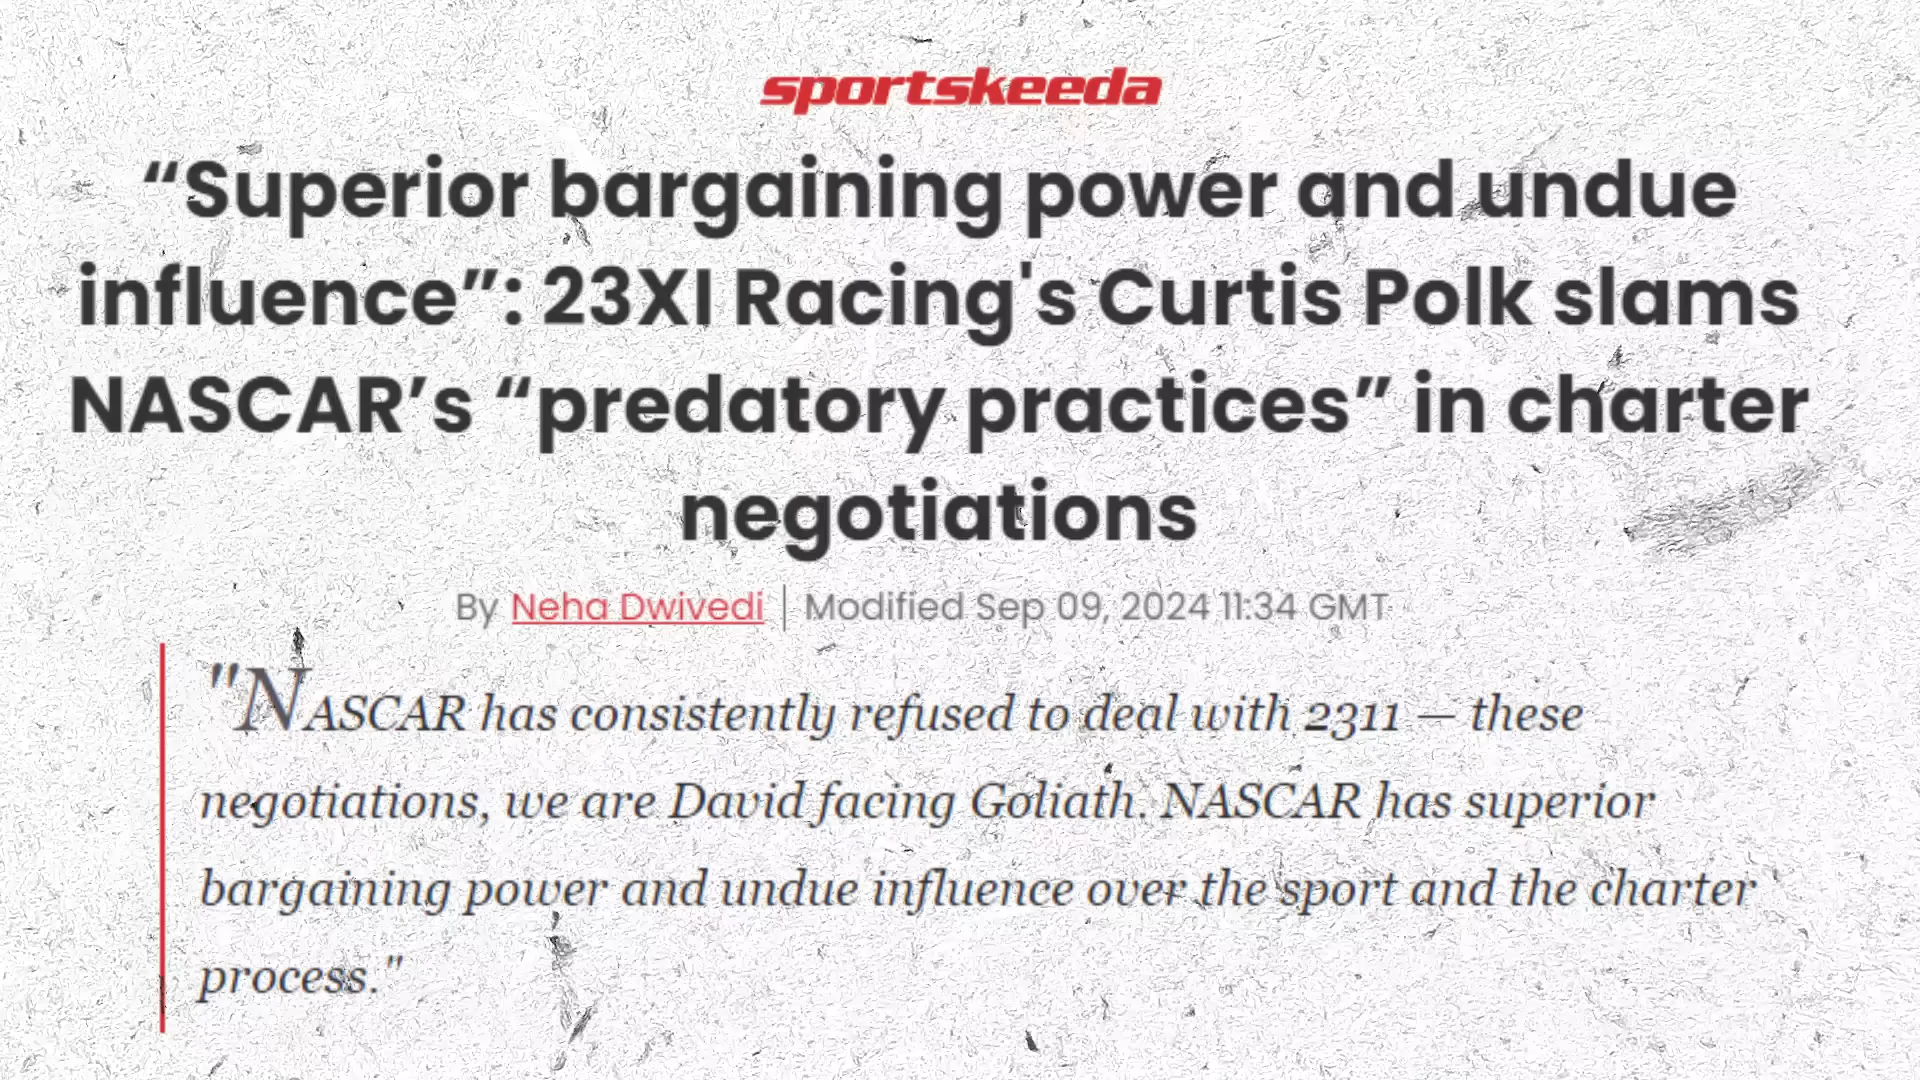 sportskeeda
“Superior bargaining power and undue
influence”: 23XI Racing's Curtis Polk slams
NASCAR’s “predatory practices” in charter
negotiations
By Neha Dwivedi | Modified Sep 09, 2024 11:34 GMT
"NASCAR has consistently refused to deal with 2311 — these
negotiations, we are David facing Goliath. NASCAR has superior
bargaining power and undue influence over the sport and the charter
process."